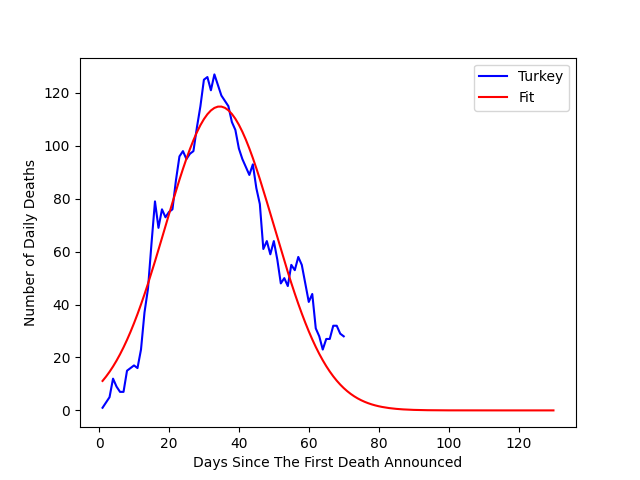 Turkey
Fit
120
100
80
60
40
20
0
Number of Daily Deaths
0 20 40 60 80 100 120
Days Since The First Death Announced